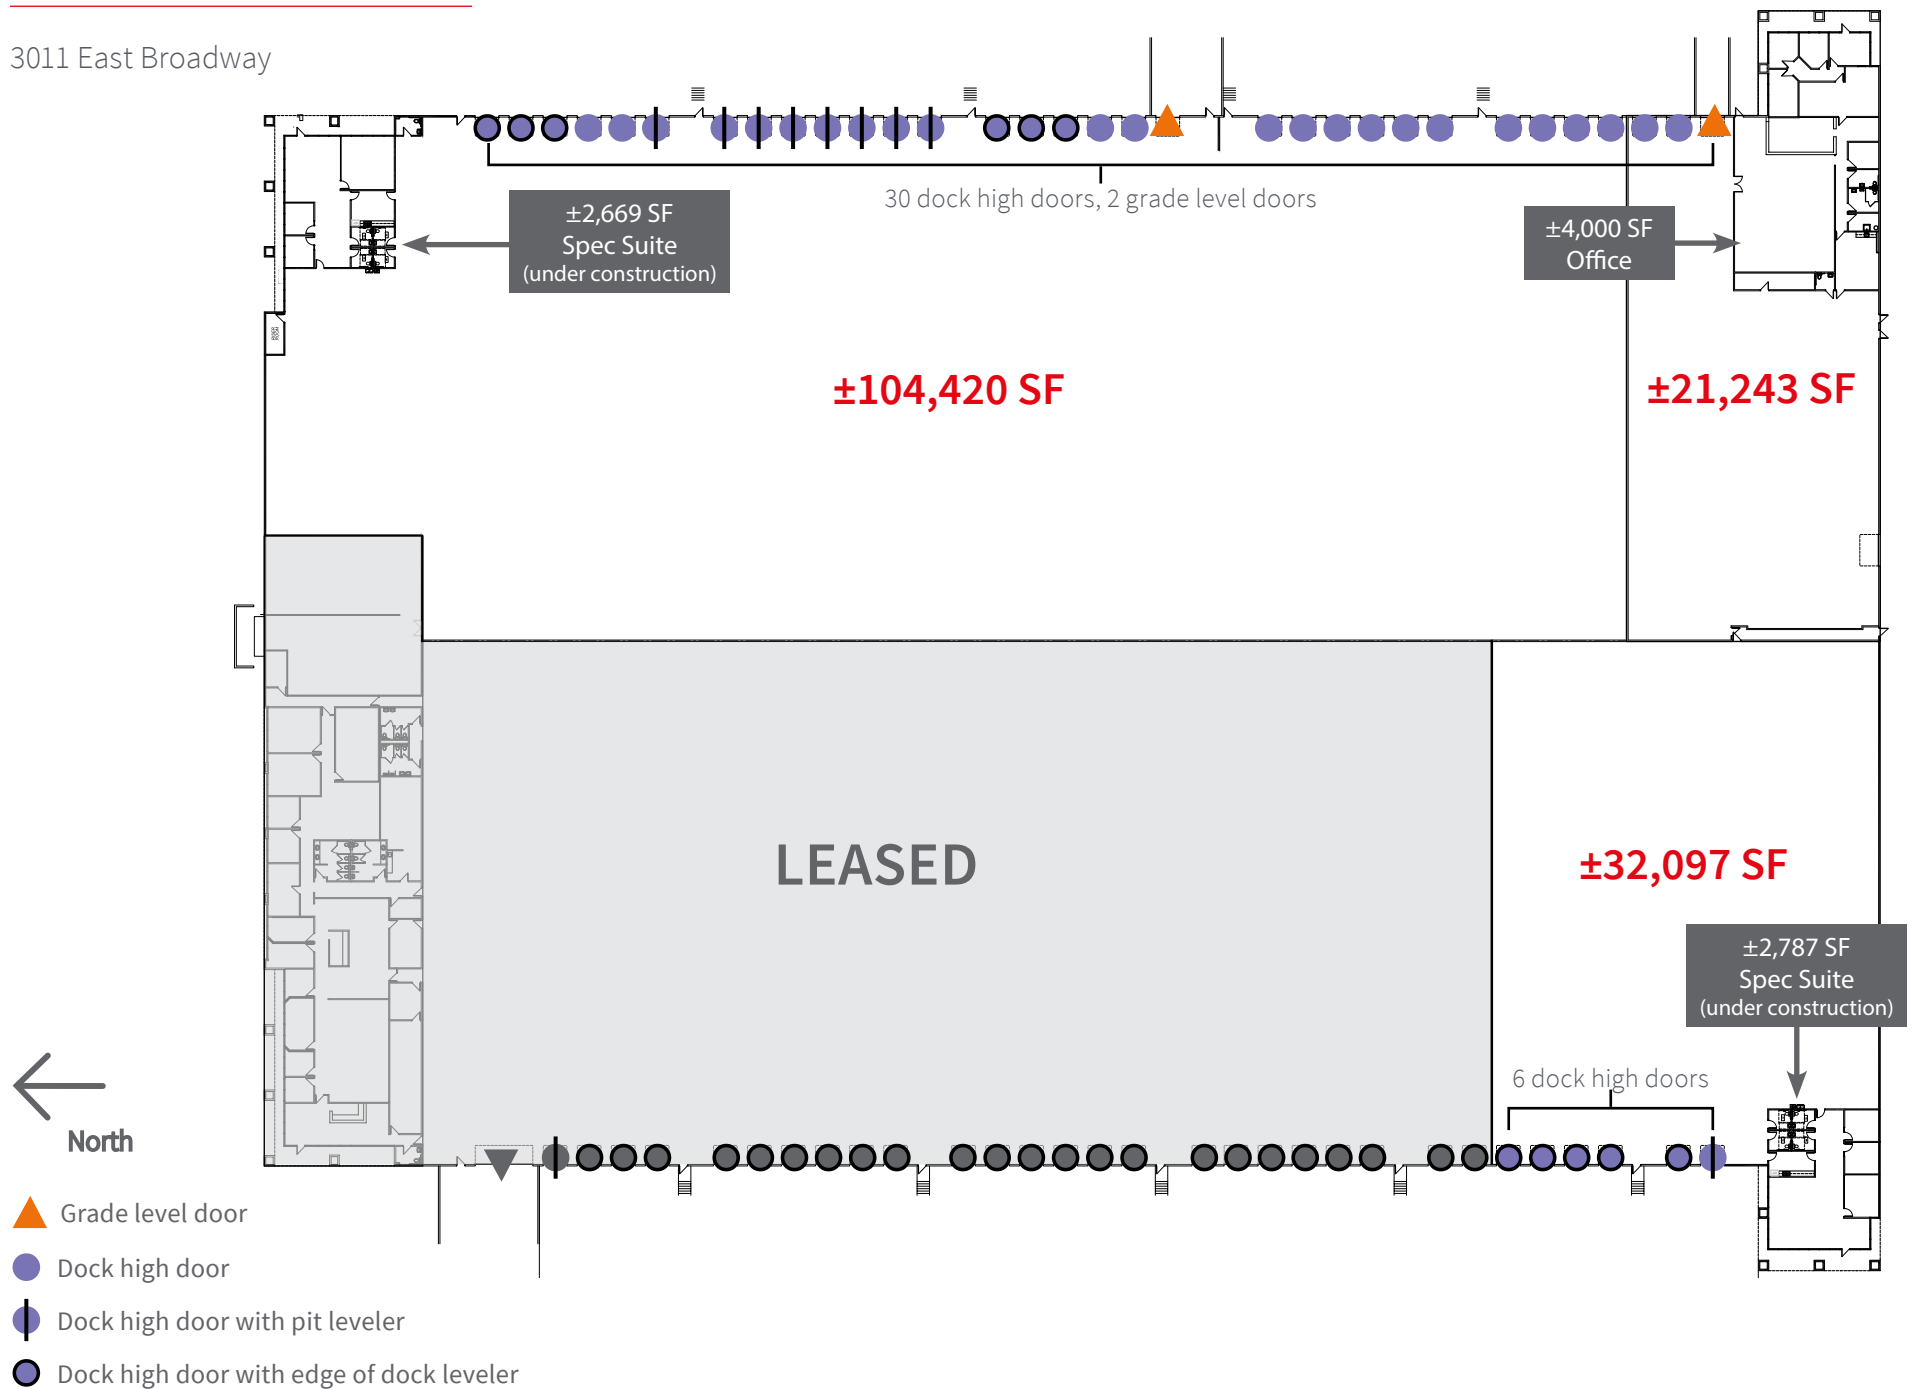 3011 East Broadway
30 dock high doors, 2 grade level doors
±2,669 SF
Spec Suite
(under construction)
±4,000 SF
Office
RISER
ROOM
±104,420 SF
±21,243 SF
LEASED
±32,097 SF
±2,787 SF
Spec Suite
(under construction)
6 dock high doors
North
Grade level door
Dock high door
Dock high door with pit leveler
Dock high door with edge of dock leveler